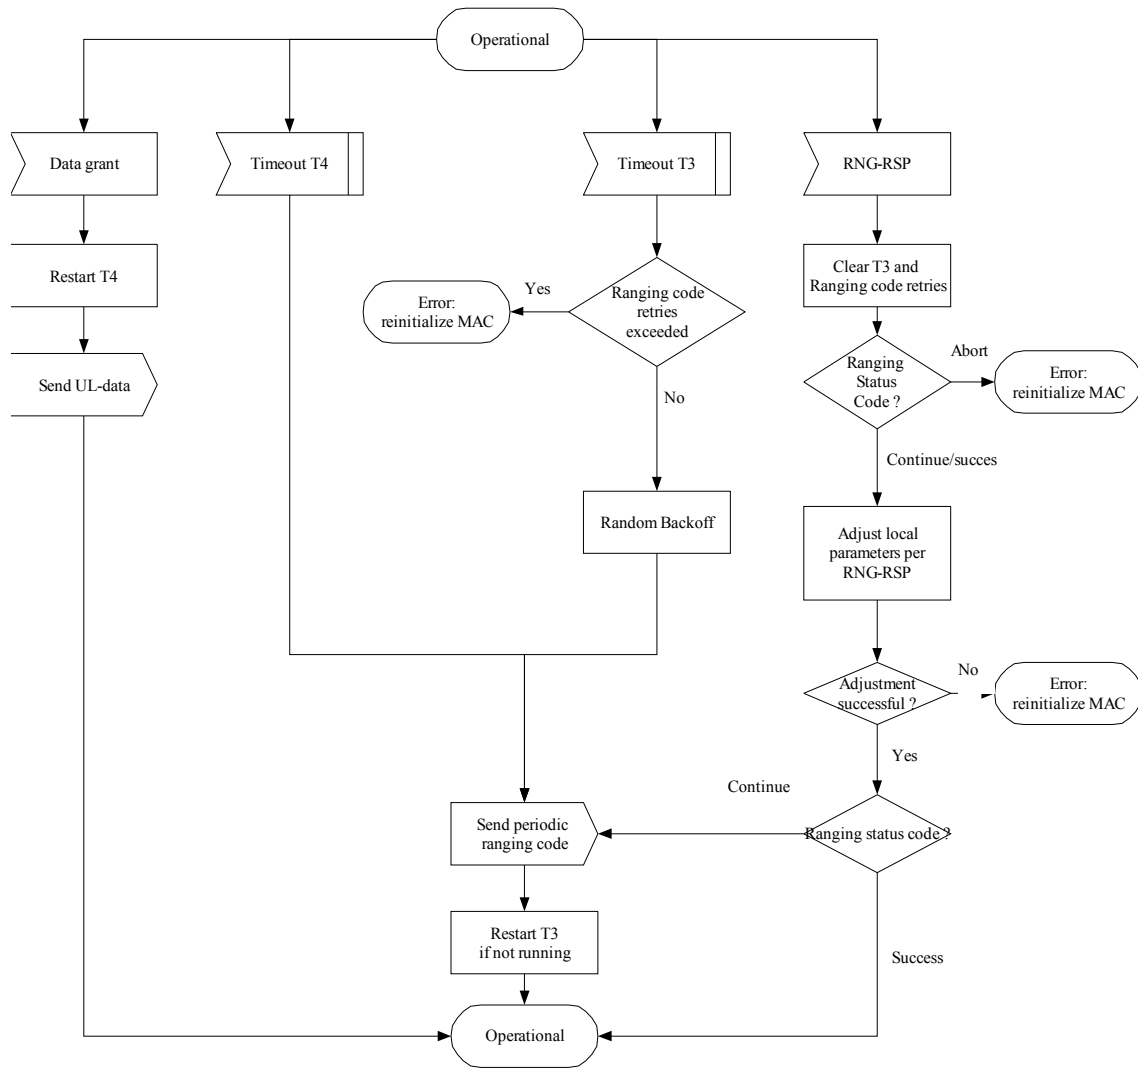 Operational
Data grant
Timeout T4
Timeout T3
RNG-RSP
Restart T4
Clear T3 and
Ranging code retries
Error:
reinitialize MAC
Yes
Ranging code
retries
exceeded
Send UL-data
Ranging
Status
Code ?
Abort
Error:
reinitialize MAC
No
Continue/succes
Random Backoff
Adjust local
parameters per
RNG-RSP
Adjustment
successful ?
No
Error:
reinitialize MAC
Yes
Continue
Send periodic
ranging code
Ranging status code ?
Restart T3
if not running
Success
Operational